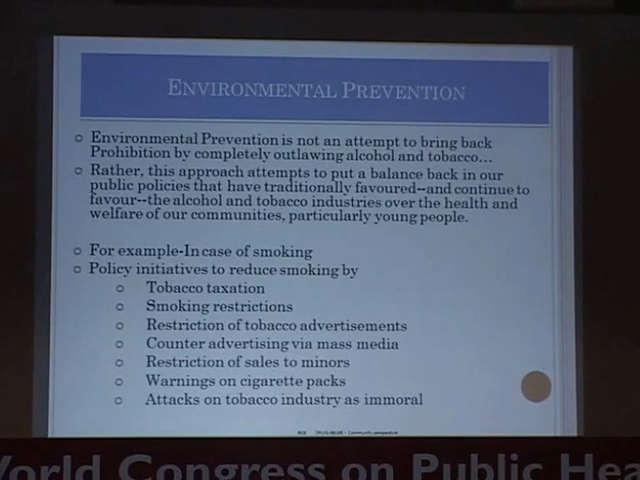 ENVIRONMENTAL PREVENTION
Environmental Prevention is not an attempt to bring back
Prohibition by completely outlawing alcohol and tobacco...
Rather, this approach attempts to put a balance back in our
public policies that have traditionally favoured--and continue to
favour--the alcohol and tobacco industries over the health and
welfare of our communities, particularly young people.
For example-In case of smoking
Policy initiatives to reduce smoking by
Tobacco taxation
Smoking restrictions
Restriction of tobacco advertisements
Counter advertising via mass media
Restriction of sales to minors
Warnings on cigarette packs
Attacks on tobacco industry as immoral
World Congress on Public Hea